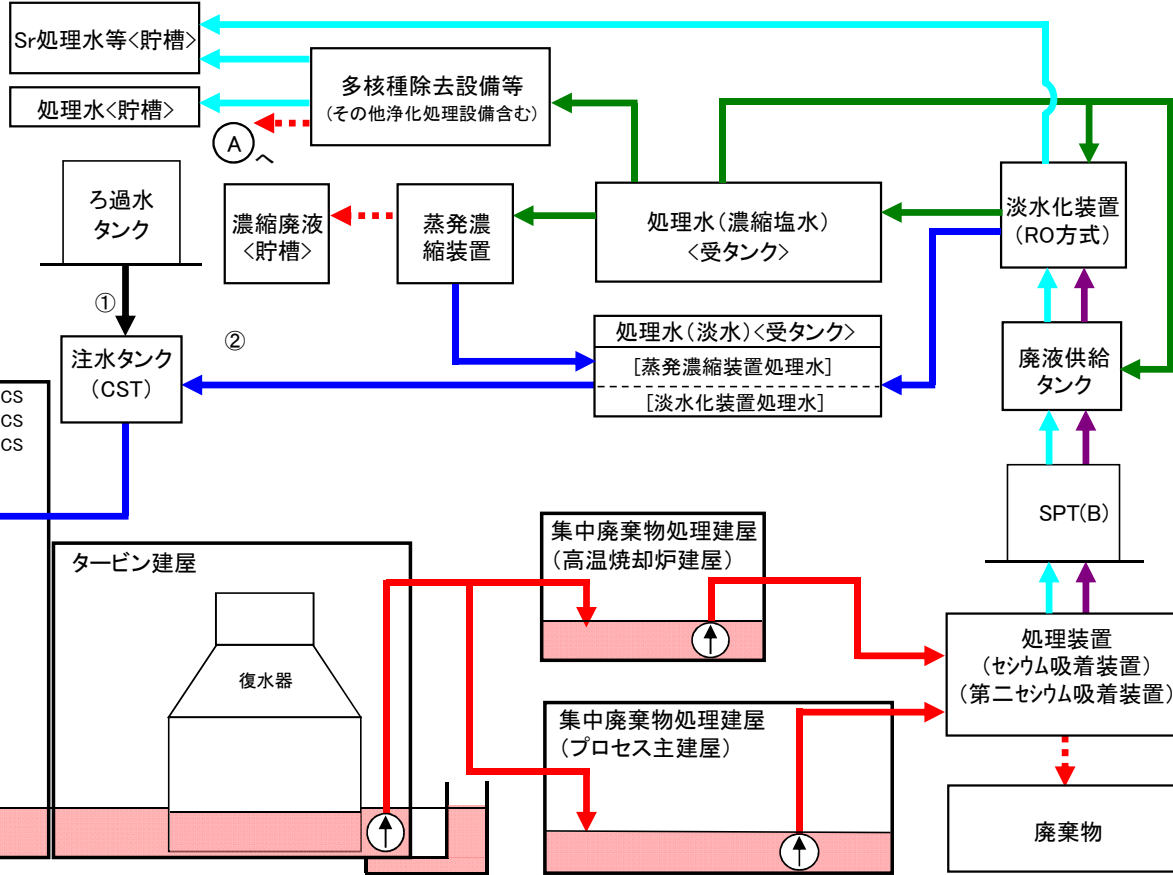 Sr処理水等<貯槽>
多核種除去設備等
(その他浄化処理設備含む)
処理水<貯槽>
A へ
ろ過水
タンク
濃縮廃液
<貯槽>
蒸発濃
縮装置
処理水(濃縮塩水)
<受タンク>
淡水化装置
(RO方式)
①
②
注水タンク
(CST)
処理水(淡水)<受タンク>
[蒸発濃縮装置処理水]
[淡水化装置処理水]
廃液供給
タンク
CS
CS
CS
SPT(B)
タービン建屋
復水器
集中廃棄物処理建屋
(高温焼却炉建屋)
集中廃棄物処理建屋
(プロセス主建屋)
処理装置
(セシウム吸着装置)
(第二セシウム吸着装置)
廃棄物